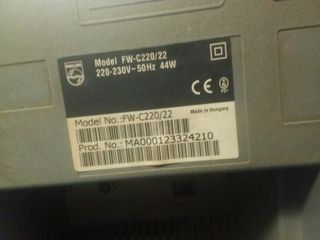 PHILIPS
Model FW-C220/22
220-230V~50Hz 44W
CE
Made in Hungary
Model No.:FW-C220/22
Prod. No.: MA000123324210